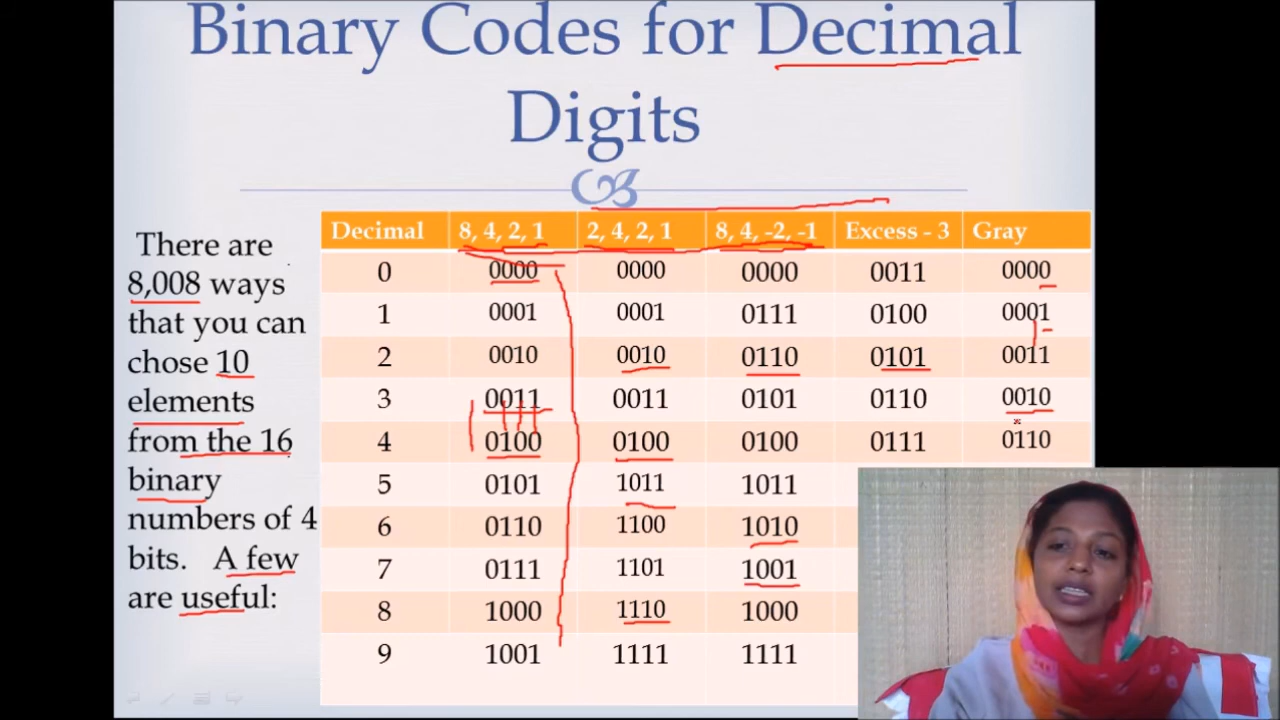 Binary Codes for Decimal
Digits
There are
8,008 ways
that you can
chose 10
elements
from the 16
binary
numbers of 4
bits. A few
are useful:
Decimal 8, 4, 2, 1 2, 4, 2, 1 8, 4, -2, -1 Excess - 3 Gray
0 0000 0000 0000 0011 0000
1 0001 0001 0111 0100 0001
2 0010 0010 0110 0101 0011
3 0011 0011 0101 0110 0010
4 0100 0100 0100 0111 0110
5 0101 1011 1011
6 0110 1100 1010
7 0111 1101 1001
8 1000 1110 1000
9 1001 1111 1111